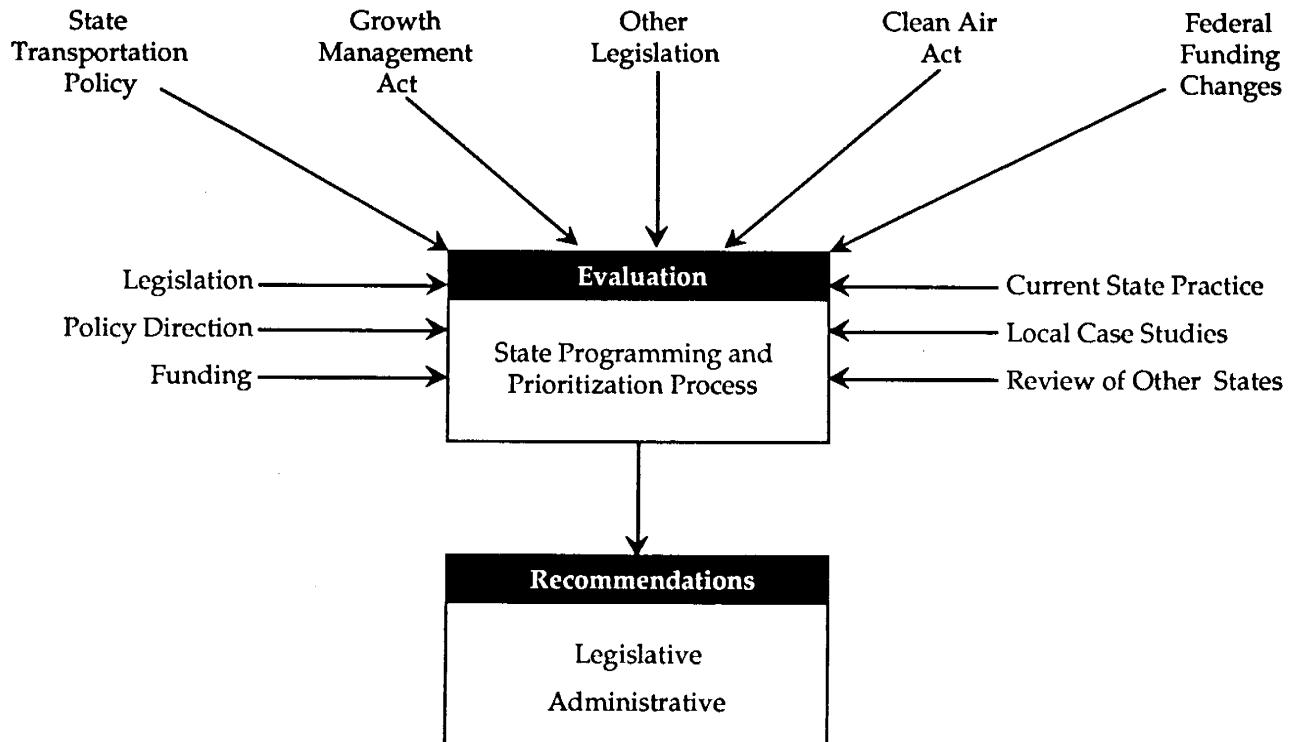 State
Transportation
Policy
Growth
Management
Act
Other
Legislation
Clean Air
Act
Federal
Funding
Changes
Legislation
Policy Direction
Funding
Evaluation
State Programming and
Prioritization Process
Current State Practice
Local Case Studies
Review of Other States
Recommendations
Legislative
Administrative